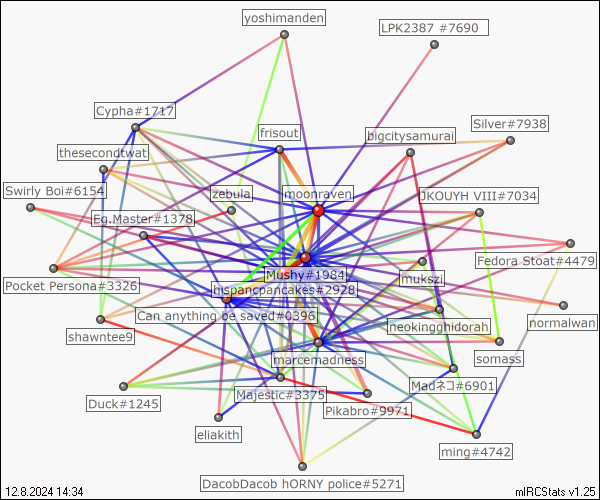 yoshimanden
LPK2387 #7690
Cypha#1717
Silver#7938
frisout
bigcitysamurai
thesecondtwat
Swirly Boi#6154
zebula
moonraven
JKOUYH VIII#7034
Eg.Master#1378
Fedora Stoat#4479
Mushy#1984
mukszi
Pocket Persona#3326
hispancpancakes#2928
Can anything be saved#0396
normalwan
neokingghidorah
shawntee9
marcemadness
somass
Madネコ#6901
Majestic#3375
Duck#1245
Pikabro#9971
eliakith
ming#4742
DacobDacob hORNY police#5271
12.8.2024 14:34
mIRCStats v1.25